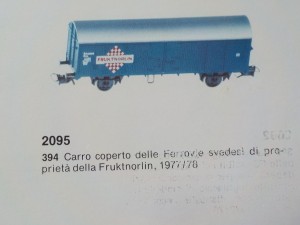 FRUKTNORLIN
2095
394 Carro coperto delle Ferrovie svedesi di pro-
prietà della Fruktnorlin, 1977/78